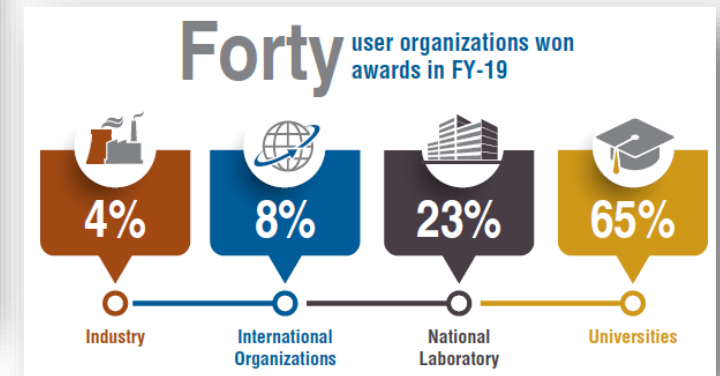 Forty user organizations won
awards in FY-19
4% 8% 23% 65%
Industry International National Universities
Organizations Laboratory